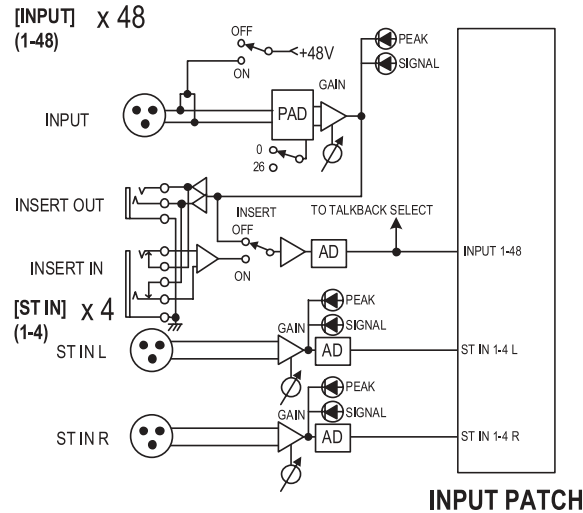 [INPUT] x 48
(1-48)
OFF
+48V
ON
PEAK
SIGNAL
GAIN
INPUT
PAD
0
26
INSERT OUT
INSERT
OFF
TO TALKBACK SELECT
AD
INPUT 1-48
INSERT IN
ON
[ST IN] x 4
(1-4)
PEAK
GAIN
SIGNAL
ST IN L
AD
ST IN 1-4 L
PEAK
GAIN
SIGNAL
ST IN R
AD
ST IN 1-4 R
INPUT PATCH